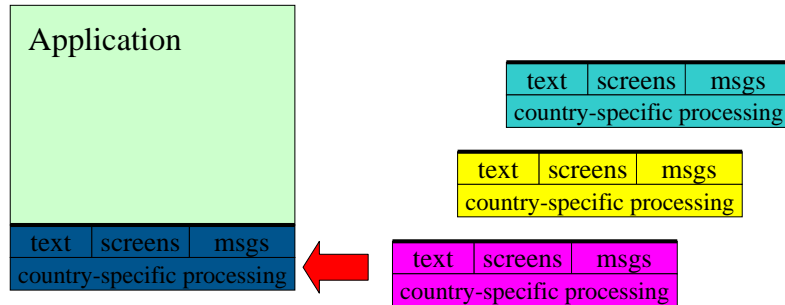 Application
text screens msgs
country-specific processing
text screens msgs
country-specific processing
text screens msgs
country-specific processing
text screens msgs
country-specific processing